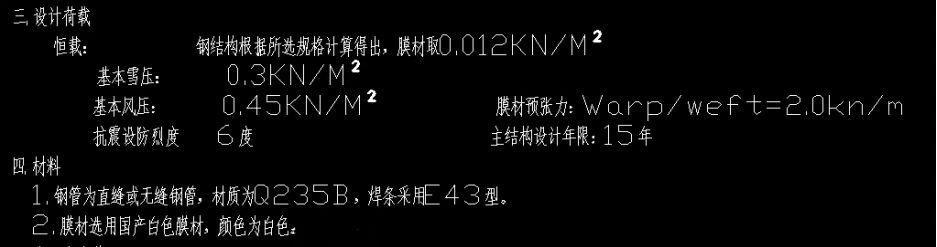 三.设计荷载
恒载： 钢结构根据所选规格计算得出，膜材取0.012KN/M²
基本雪压： 0.3KN/M²
基本风压： 0.45KN/M² 膜材预张力：Warp/weft=2.0kn/m
抗震设防烈度 6度 主结构设计年限：15年
四.材料
1.钢管为直缝或无缝钢管，材质为Q235B，焊条采用E43型。
2.膜材选用国产白色膜材，颜色为白色；